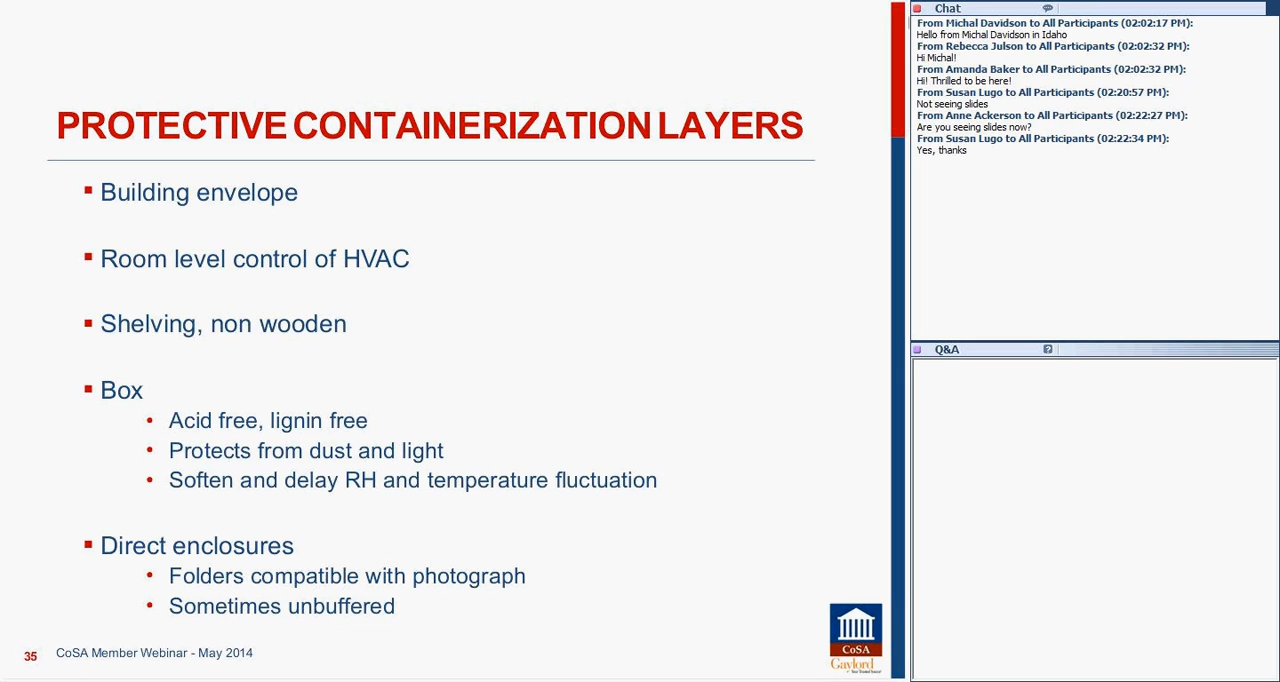 PROTECTIVE CONTAINERIZATION LAYERS
Building envelope
Room level control of HVAC
Shelving, non wooden
Box
Acid free, lignin free
Protects from dust and light
Soften and delay RH and temperature fluctuation
Direct enclosures
Folders compatible with photograph
Sometimes unbuffered
35
CoSA Member Webinar - May 2014
CoSA
Gaylord
Chat
From Michal Davidson to All Participants (02:02:17 PM):
Hello from Michal Davidson in Idaho
From Rebecca Julson to All Participants (02:02:32 PM):
Hi Michal!
From Amanda Baker to All Participants (02:02:32 PM):
Hi! Thrilled to be here!
From Susan Lugo to All Participants (02:20:57 PM):
Not seeing slides
From Anne Ackerson to All Participants (02:22:27 PM):
Are you seeing slides now?
From Susan Lugo to All Participants (02:22:34 PM):
Yes, thanks
Q&A